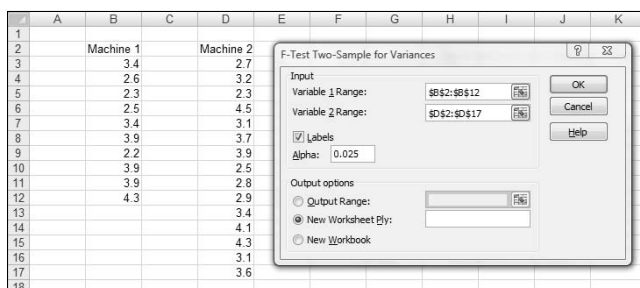 A B C D E F G H I J K
1
2 Machine 1 Machine 2
3 3.4 2.7
4 2.6 3.2
5 2.3 2.3
6 2.5 4.5
7 3.4 3.1
8 3.9 3.7
9 2.2 3.9
10 3.9 2.5
11 3.9 2.8
12 4.3 2.9
13 3.4
14 4.1
15 4.3
16 3.1
17 3.6
18
F-Test Two-Sample for Variances
Input
Variable 1 Range: $B$2:$B$12
Variable 2 Range: $D$2:$D$17
Labels
Alpha: 0.025
Output options
Output Range:
New Worksheet Ply:
New Workbook
OK
Cancel
Help